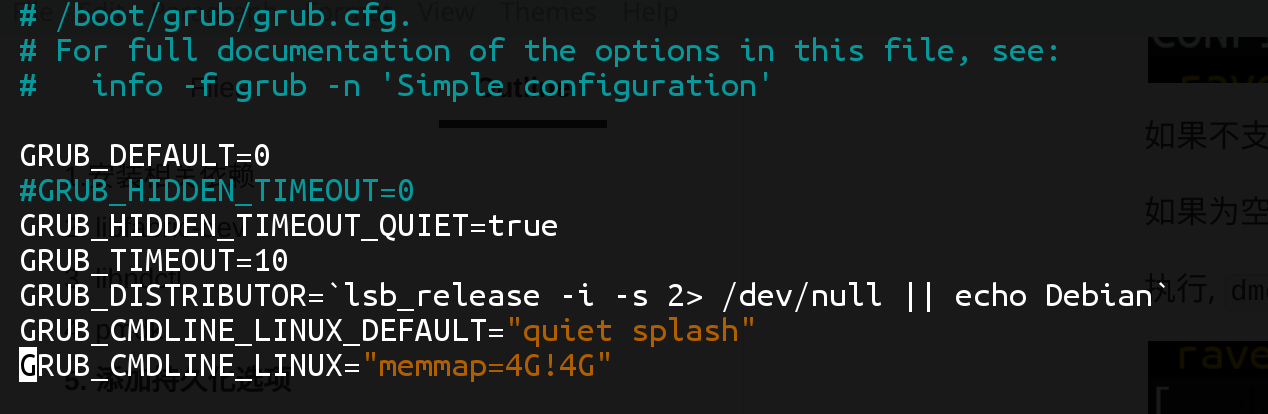 View Themes Help
# /boot/grub/grub.cfg.
# For full documentation of the options in this file, see:
#   info -f grub -n 'Simple configuration'
Outline
如果不支
GRUB_DEFAULT=0
#GRUB_HIDDEN_TIMEOUT=0
如果为空
GRUB_HIDDEN_TIMEOUT_QUIET=true
GRUB_TIMEOUT=10
执行,
GRUB_DISTRIBUTOR=`lsb_release -i -s 2> /dev/null || echo Debian`
GRUB_CMDLINE_LINUX_DEFAULT="quiet splash"
rave
GRUB_CMDLINE_LINUX="memmap=4G!4G"
5. 添加持久化选项